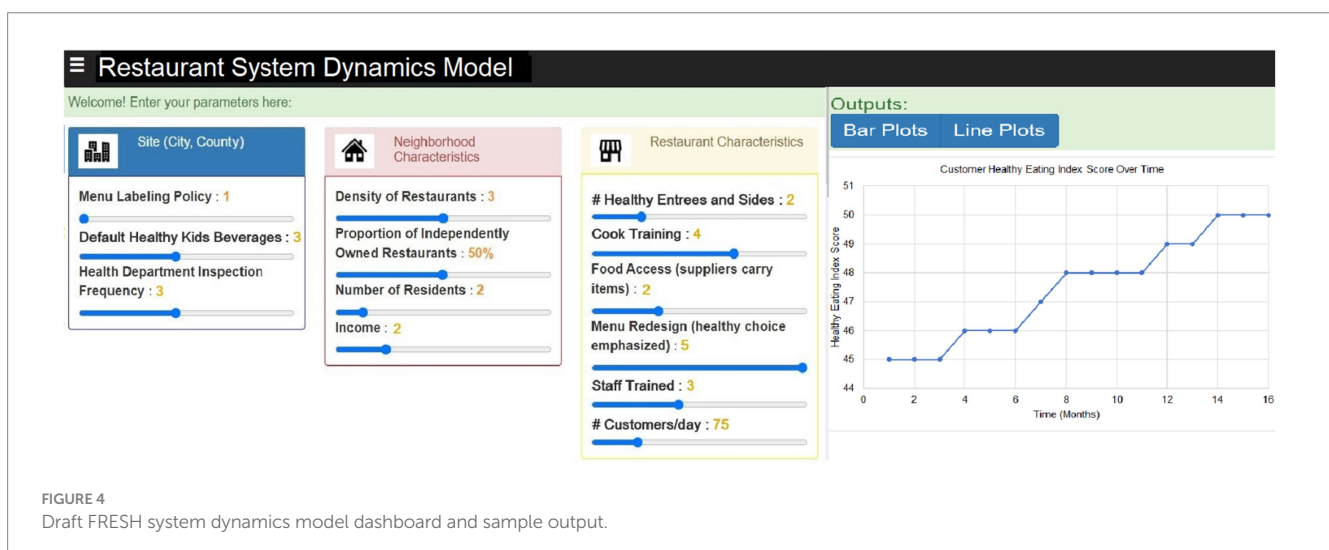 ☰ Restaurant System Dynamics Model
Welcome! Enter your parameters here:
Site (City, County)
Menu Labeling Policy : 1
Default Healthy Kids Beverages : 3
Health Department Inspection
Frequency : 3
Neighborhood
Characteristics
Density of Restaurants : 3
Proportion of Independently
Owned Restaurants : 50%
Number of Residents : 2
Income : 2
Restaurant Characteristics
# Healthy Entrees and Sides : 2
Cook Training : 4
Food Access (suppliers carry
items) : 2
Menu Redesign (healthy choice
emphasized) : 5
Staff Trained : 3
# Customers/day : 75
Outputs:
Bar Plots Line Plots
Customer Healthy Eating Index Score Over Time
Healthy Eating Index Score
51
50
49
48
47
46
45
44
0 2 4 6 8 10 12 14 16
Time (Months)
FIGURE 4
Draft FRESH system dynamics model dashboard and sample output.